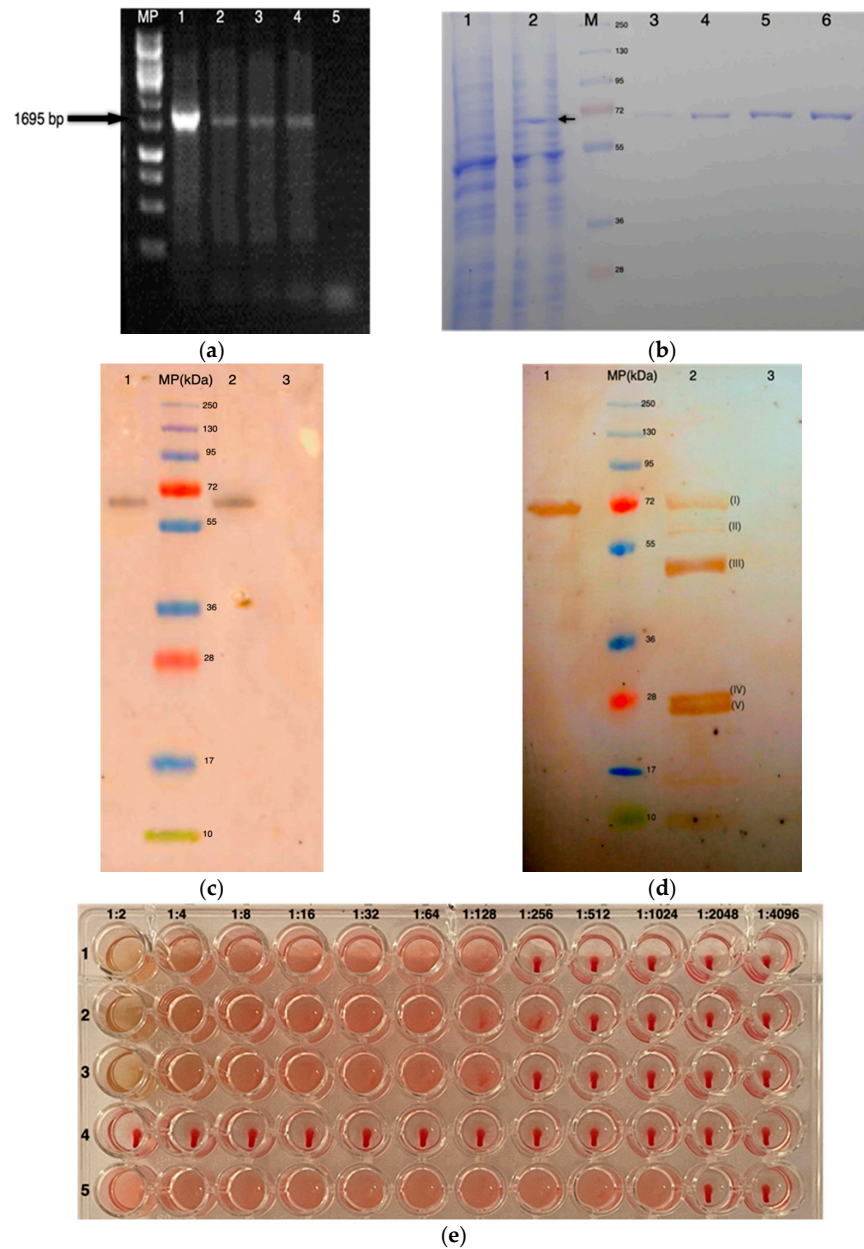 MP 1 2 3 4 5
1695 bp
(a)
1 2 M 3 4 5 6
250
130
95
72
55
36
28
(b)
1 MP(kDa) 2 3
250
130
95
72
55
36
28
17
10
(c)
1 MP(kDa) 2 3
250
130
95
72 (I)
(II)
55
(III)
36
(IV)
28
(V)
17
10
(d)
1:2 1:4 1:8 1:16 1:32 1:64 1:128 1:256 1:512 1:1024 1:2048 1:4096
1
2
3
4
5
(e)